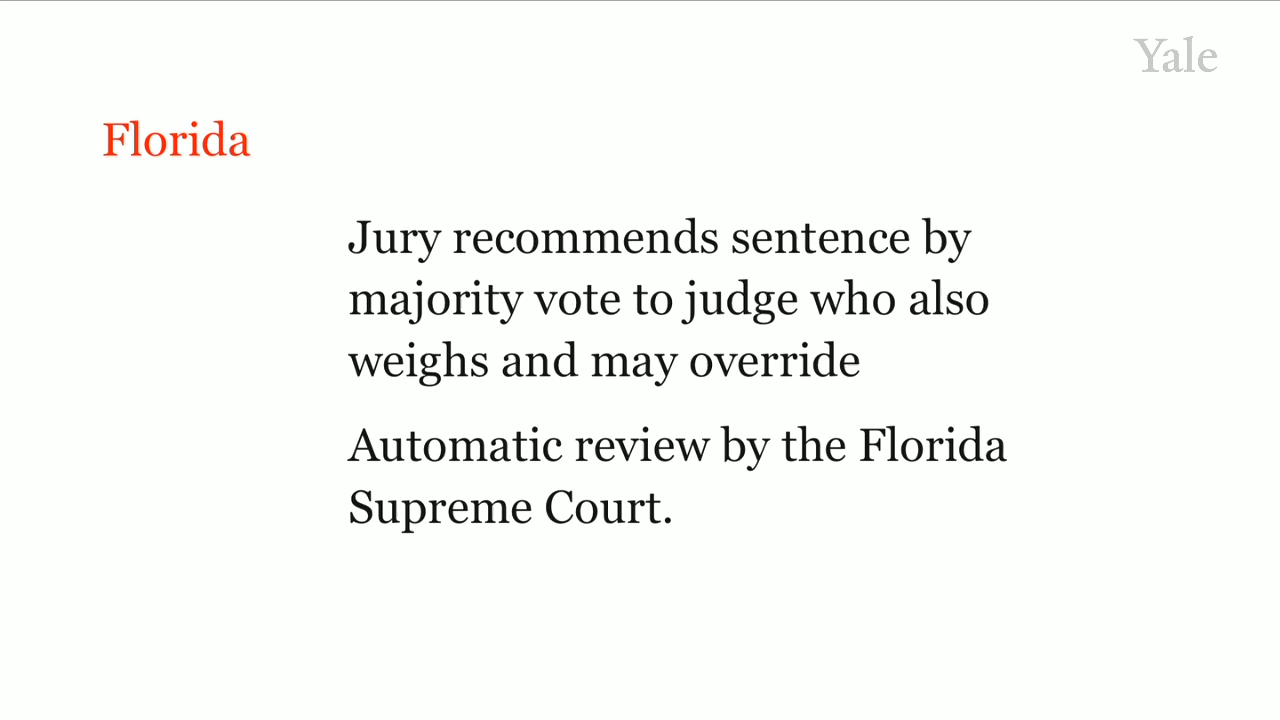 Yale
Florida
Jury recommends sentence by
majority vote to judge who also
weighs and may override
Automatic review by the Florida
Supreme Court.